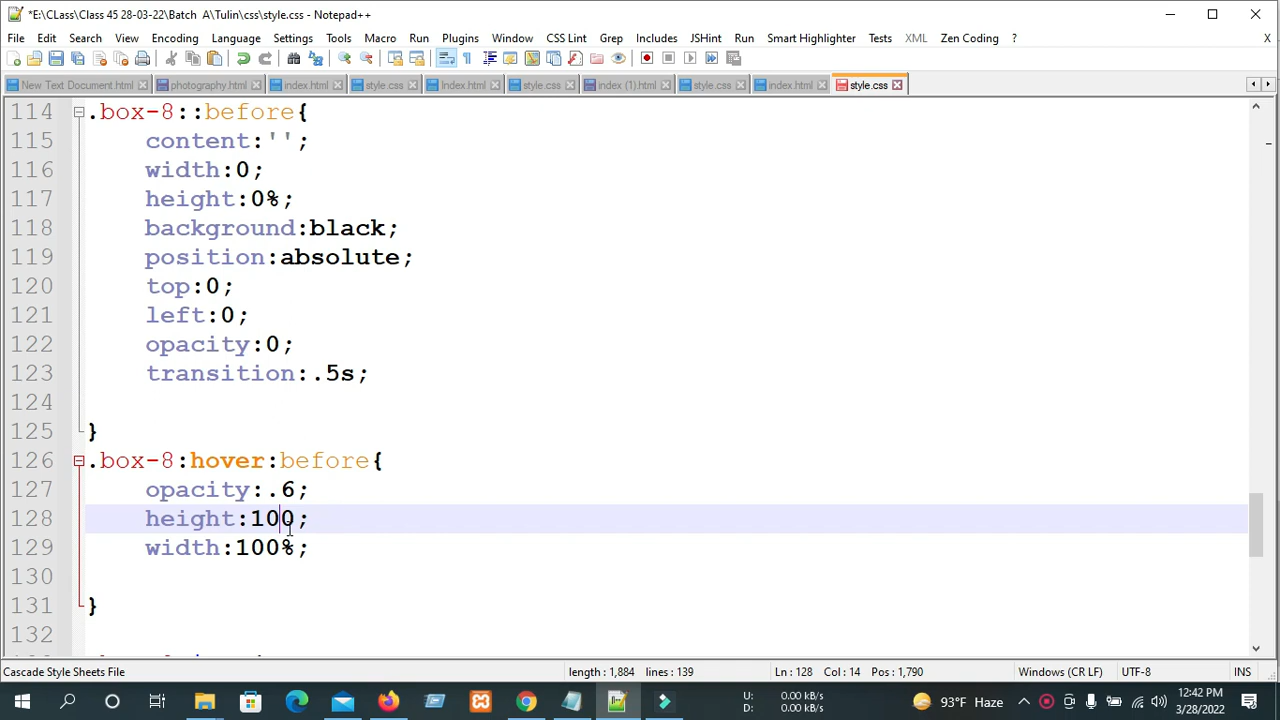 *E:\CLass\Class 45 28-03-22\Batch  A\Tulin\css\style.css - Notepad++
File Edit Search View Encoding Language Settings Tools Macro Run Plugins Window CSS Lint Grep Includes JSHint Run Smart Highlighter Tests XML Zen Coding ? X
New Text Document.html photography.html index.html style.css Index.html style.css index (1).html style.css index.html style.css
114 .box-8::before{
115 content:'';
116 width:0;
117 height:0%;
118 background:black;
119 position:absolute;
120 top:0;
121 left:0;
122 opacity:0;
123 transition:.5s;
124
125 }
126 .box-8:hover:before{
127 opacity:.6;
128 height:100;
129 width:100%;
130
131 }
132
Cascade Style Sheets File length : 1,884 lines : 139 Ln : 128 Col : 14 Pos : 1,790 Windows (CR LF) UTF-8 INS
U: 0.00 kB/s
D: 0.00 kB/s
93°F Haze
12:42 PM
3/28/2022